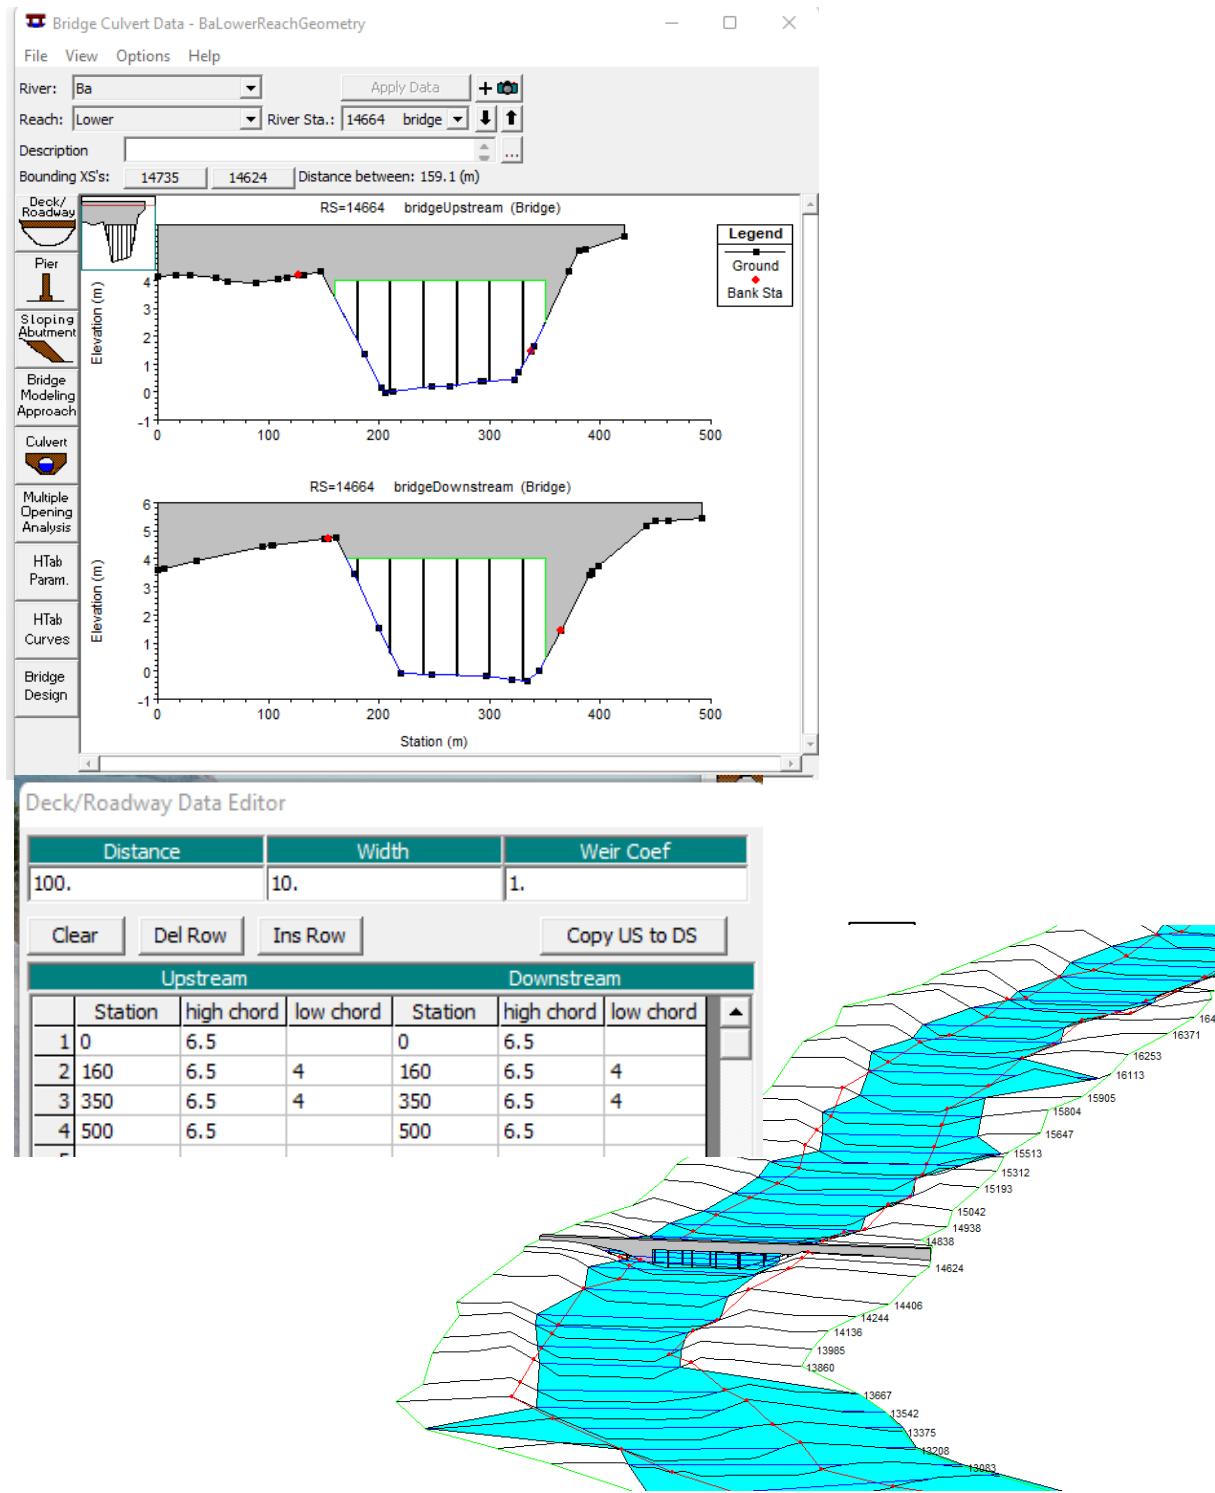 Bridge Culvert Data - BaLowerReachGeometry
File View Options Help
River: Ba Apply Data +
Reach: Lower River Sta.: 14664 bridge
Description ...
Bounding XS's: 14735 14624 Distance between: 159.1 (m)
Deck/
Roadway
Pier
Sloping
Abutment
Bridge
Modeling
Approach
Culvert
Multiple
Opening
Analysis
HTab
Param.
HTab
Curves
Bridge
Design
RS=14664 bridgeUpstream (Bridge)
Legend
Ground
Bank Sta
Elevation (m)
4
3
2
1
0
-1
0 100 200 300 400 500
RS=14664 bridgeDownstream (Bridge)
Elevation (m)
6
5
4
3
2
1
0
-1
0 100 200 300 400 500
Station (m)
Deck/Roadway Data Editor
Distance Width Weir Coef
100. 10. 1.
Clear Del Row Ins Row Copy US to DS
Upstream Downstream
Station high chord low chord Station high chord low chord
1 0 6.5 0 6.5
2 160 6.5 4 160 6.5 4
3 350 6.5 4 350 6.5 4
4 500 6.5 500 6.5
16371
16253
16113
15905
15804
15647
15513
15312
15193
15042
14938
14838
14624
14406
14244
14136
13985
13860
13667
13542
13375
13208
13083